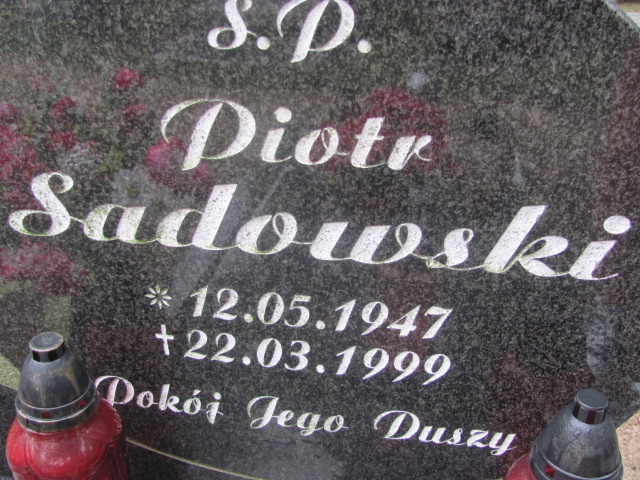 Ś.P.
Piotr
Sadowski
* 12.05.1947
† 22.03.1999
Pokój Jego Duszy